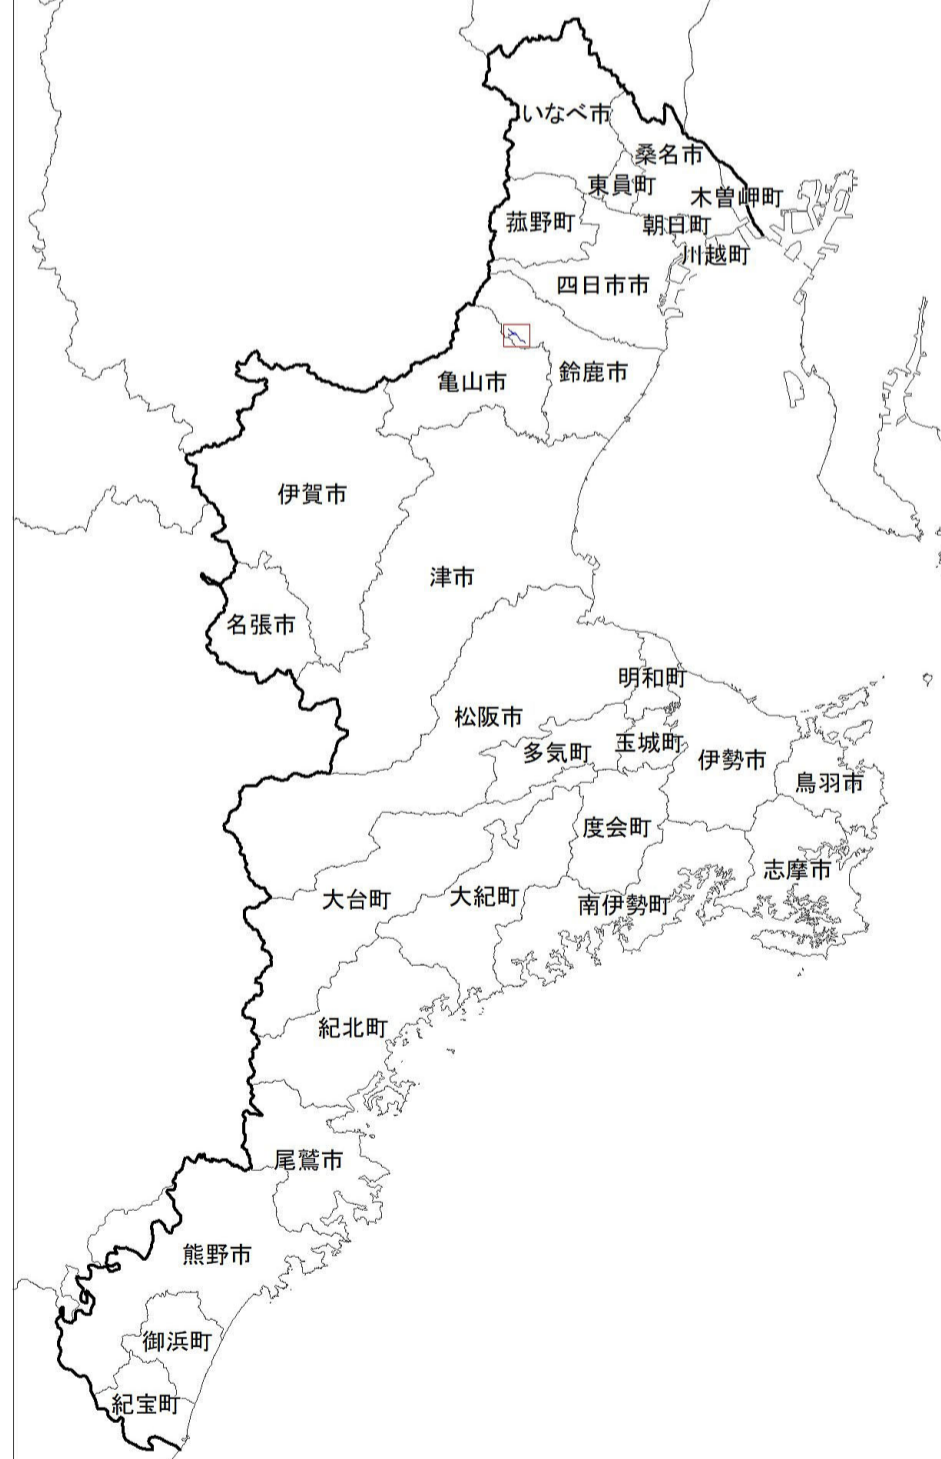 いなべ市
桑名市
東員町
木曽岬町
菰野町
朝日町
川越町
四日市市
亀山市
鈴鹿市
伊賀市
津市
名張市
明和町
松阪市
多気町
玉城町
伊勢市
鳥羽市
度会町
志摩市
大台町
大紀町
南伊勢町
紀北町
尾鷲市
熊野市
御浜町
紀宝町